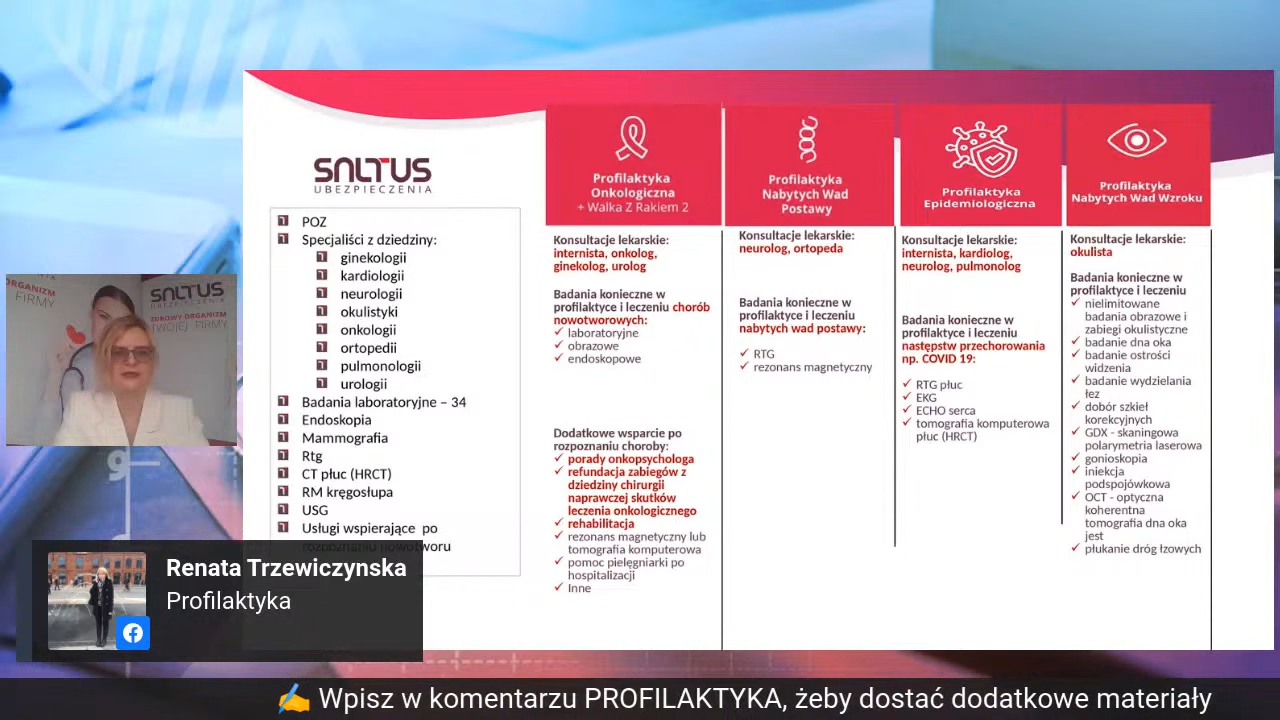 SALTUS
UBEZPIECZENIA
POZ
Specjaliści z dziedziny:
ginekologii
kardiologii
neurologii
okulistyki
onkologii
ortopedii
pulmonologii
urologii
Badania laboratoryjne – 34
Endoskopia
Mammografia
Rtg
CT płuc (HRCT)
RM kręgosłupa
USG
Usługi wspierające po
rozpoznaniu nowotworu
Profilaktyka
Onkologiczna
+ Walka Z Rakiem 2
Konsultacje lekarskie:
internista, onkolog,
ginekolog, urolog
Badania konieczne w
profilaktyce i leczeniu chorób
nowotworowych:
laboratoryjne
obrazowe
endoskopowe
Dodatkowe wsparcie po
rozpoznaniu choroby:
porady onkopsychologa
refundacja zabiegów z
dziedziny chirurgii
naprawczej skutków
leczenia onkologicznego
rehabilitacja
rezonans magnetyczny lub
tomografia komputerowa
pomoc pielęgniarki po
hospitalizacji
Inne
Profilaktyka
Nabytych Wad
Postawy
Konsultacje lekarskie:
neurolog, ortopeda
Badania konieczne w
profilaktyce i leczeniu
nabytych wad postawy:
RTG
rezonans magnetyczny
Profilaktyka
Epidemiologiczna
Konsultacje lekarskie:
internista, kardiolog,
neurolog, pulmonolog
Badania konieczne w
profilaktyce i leczeniu
następstw przechorowania
np. COVID 19:
RTG płuc
EKG
ECHO serca
tomografia komputerowa
płuc (HRCT)
Profilaktyka
Nabytych Wad Wzroku
Konsultacje lekarskie:
okulista
Badania konieczne w
profilaktyce i leczeniu
nielimitowane
badania obrazowe i
zabiegi okulistyczne
badanie dna oka
badanie ostrości
widzenia
badanie wydzielania
łez
dobór szkieł
korekcyjnych
GDX - skaningowa
polarymetria laserowa
gonioskopia
iniekcja
podspojówkowa
OCT - optyczna
koherentna
tomografia dna oka
jest
płukanie dróg łzowych
ORGANIZM
FIRMY
SALTUS
UBEZPIECZENIA
ZDROWY ORGANIZM
TWOJEJ FIRMY
Renata Trzewiczynska
Profilaktyka
✍️ Wpisz w komentarzu PROFILAKTYKA, żeby dostać dodatkowe materiały